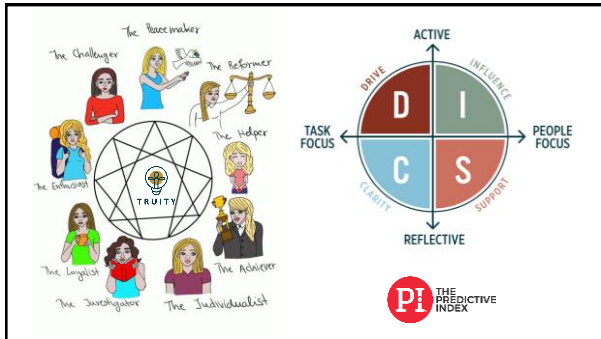 The Peacemaker
The Challenger
The Reformer
The Helper
The Enthusiast
TRUITY
The Loyalist
The Achiever
The Investigator
The Individualist
ACTIVE
DRIVE
INFLUENCE
D
I
TASK
FOCUS
PEOPLE
FOCUS
C
S
CLARITY
SUPPORT
REFLECTIVE
PI
THE
PREDICTIVE
INDEX